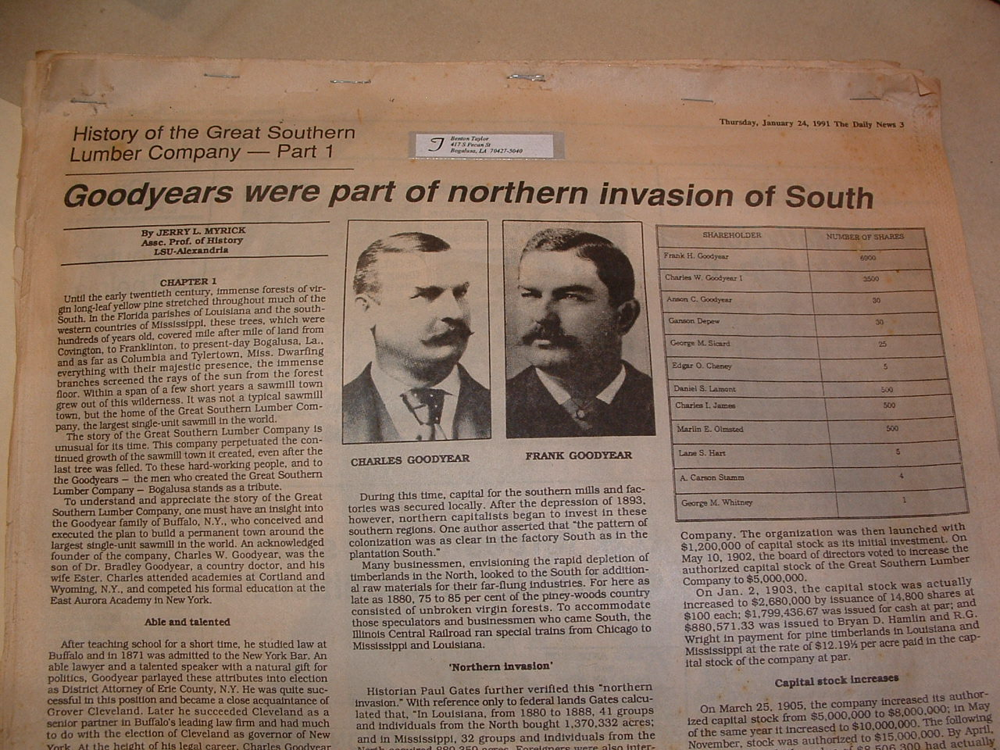 Thursday, January 24, 1991 The Daily News 3
History of the Great Southern
Lumber Company — Part 1
Benton Taylor
417 S Pecan St
Bogalusa, LA 70427-5040
Goodyears were part of northern invasion of South
By JERRY L. MYRICK
Assc. Prof. of History
LSU-Alexandria
CHAPTER 1
Until the early twentieth century, immense forests of vir-
gin long-leaf yellow pine stretched throughout much of the
South. In the Florida parishes of Louisiana and the south-
western countries of Mississippi, these trees, which were
hundreds of years old, covered mile after mile of land from
Covington, to Franklinton, to present-day Bogalusa, La.,
and as far as Columbia and Tylertown, Miss. Dwarfing
everything with their majestic presence, the immense
branches screened the rays of the sun from the forest
floor. Within a span of a few short years a sawmill town
grew out of this wilderness. It was not a typical sawmill
town, but the home of the Great Southern Lumber Com-
pany, the largest single-unit sawmill in the world.
The story of the Great Southern Lumber Company is
unusual for its time. This company perpetuated the con-
tinued growth of the sawmill town it created, even after the
last tree was felled. To these hard-working people, and to
the Goodyears — the men who created the Great Southern
Lumber Company — Bogalusa stands as a tribute.
To understand and appreciate the story of the Great
Southern Lumber Company, one must have an insight into
the Goodyear family of Buffalo, N.Y., who conceived and
executed the plan to build a permanent town around the
largest single-unit sawmill in the world. An acknowledged
founder of the company, Charles W. Goodyear, was the
son of Dr. Bradley Goodyear, a country doctor, and his
wife Ester. Charles attended academies at Cortland and
Wyoming, N.Y., and competed his formal education at the
East Aurora Academy in New York.
Able and talented
After teaching school for a short time, he studied law at
Buffalo and in 1871 was admitted to the New York Bar. An
able lawyer and a talented speaker with a natural gift for
politics, Goodyear parlayed these attributes into election
as District Attorney of Erie County, N.Y. He was quite suc-
cessful in this position and became a close acquaintance of
Grover Cleveland. Later he succeeded Cleveland as a
senior partner in Buffalo's leading law firm and had much
to do with the election of Cleveland as governor of New
York. At the height of his legal career, Charles Goodyear
CHARLES GOODYEAR
FRANK GOODYEAR
During this time, capital for the southern mills and fac-
tories was secured locally. After the depression of 1893,
however, northern capitalists began to invest in these
southern regions. One author asserted that "the pattern of
colonization was as clear in the factory South as in the
plantation South."
Many businessmen, envisioning the rapid depletion of
timberlands in the North, looked to the South for addition-
al raw materials for their far-flung industries. For here as
late as 1880, 75 to 85 per cent of the piney-woods country
consisted of unbroken virgin forests. To accommodate
those speculators and businessmen who came South, the
Illinois Central Railroad ran special trains from Chicago to
Mississippi and Louisiana.
'Northern invasion'
Historian Paul Gates further verified this "northern
invasion." With reference only to federal lands Gates calcu-
lated that, "In Louisiana, from 1880 to 1888, 41 groups
and individuals from the North bought 1,370,332 acres;
and in Mississippi, 32 groups and individuals from the
North acquired 889,359 acres. Foreigners were also inter-
SHAREHOLDER NUMBER OF SHARES
Frank H. Goodyear 6900
Charles W. Goodyear I 3500
Anson C. Goodyear 30
Ganson Depew 30
George M. Sicard 25
Edgar O. Cheney 5
Daniel S. Lamont 500
Charles I. James 500
Marlin E. Olmsted 500
Lane S. Hart 5
A. Carson Stamm 4
George M. Whitney 1
Company. The organization was then launched with
$1,200,000 of capital stock as its initial investment. On
May 10, 1902, the board of directors voted to increase the
authorized capital stock of the Great Southern Lumber
Company to $5,000,000.
On Jan. 2, 1903, the capital stock was actually
increased to $2,680,000 by issuance of 14,800 shares at
$100 each; $1,799,436.67 was issued for cash at par; and
$880,571.33 was issued to Bryan D. Hamlin and R.G.
Wright in payment for pine timberlands in Louisiana and
Mississippi at the rate of $12.19½ per acre paid in the cap-
ital stock of the company at par.
Capital stock increases
On March 25, 1905, the company increased its author-
ized capital stock from $5,000,000 to $8,000,000; in May
of the same year it increased to $10,000,000. The following
November, stock was authorized to $15,000,000. By April,
had actually